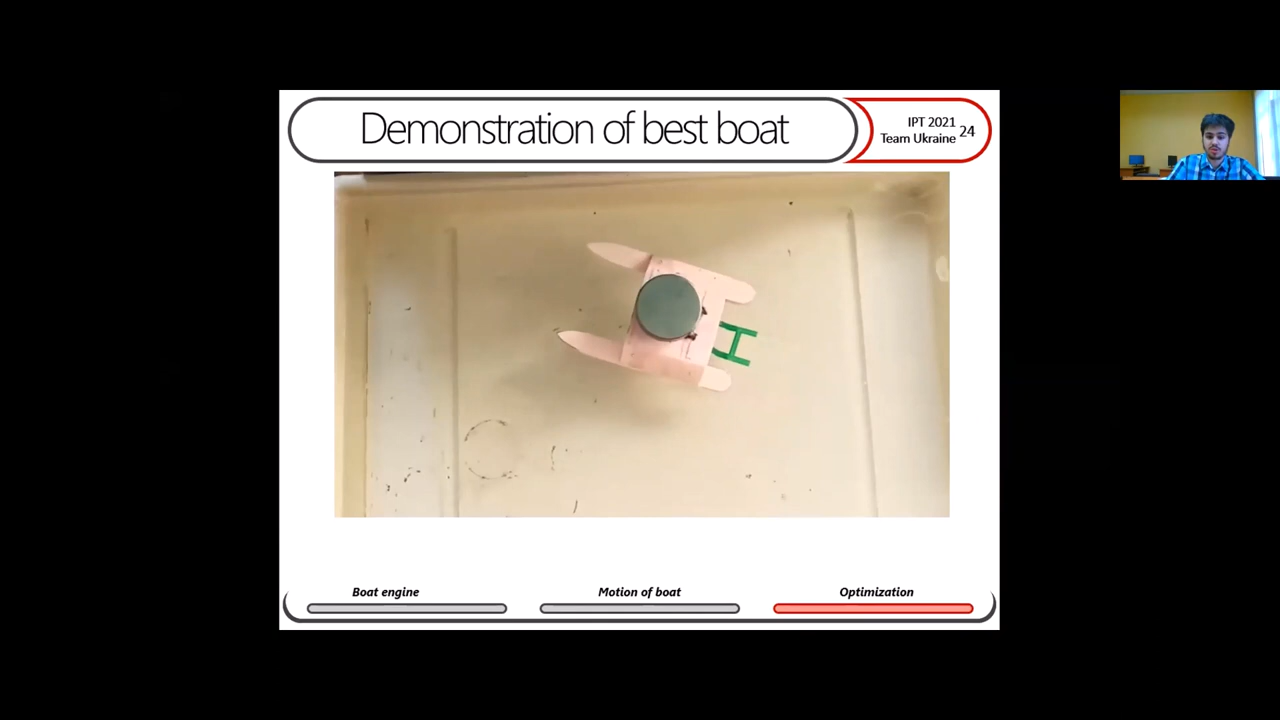 Demonstration of best boat
IPT 2021
Team Ukraine
24
Boat engine
Motion of boat
Optimization